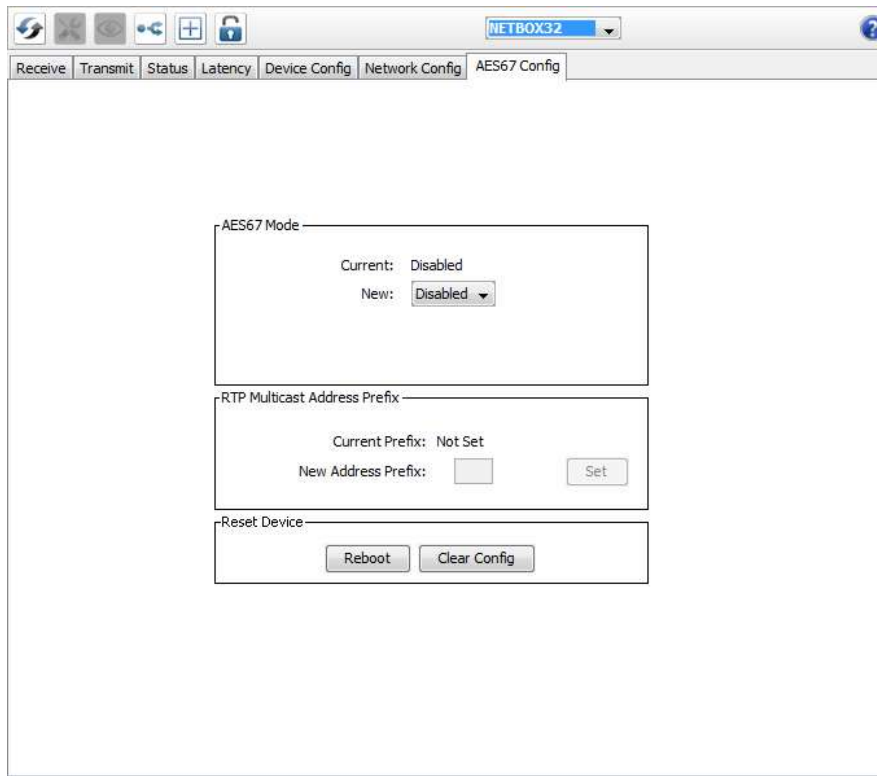 NETBOX32
?
Receive Transmit Status Latency Device Config Network Config AES67 Config
AES67 Mode
Current: Disabled
New: Disabled
RTP Multicast Address Prefix
Current Prefix: Not Set
New Address Prefix: Set
Reset Device
Reboot Clear Config